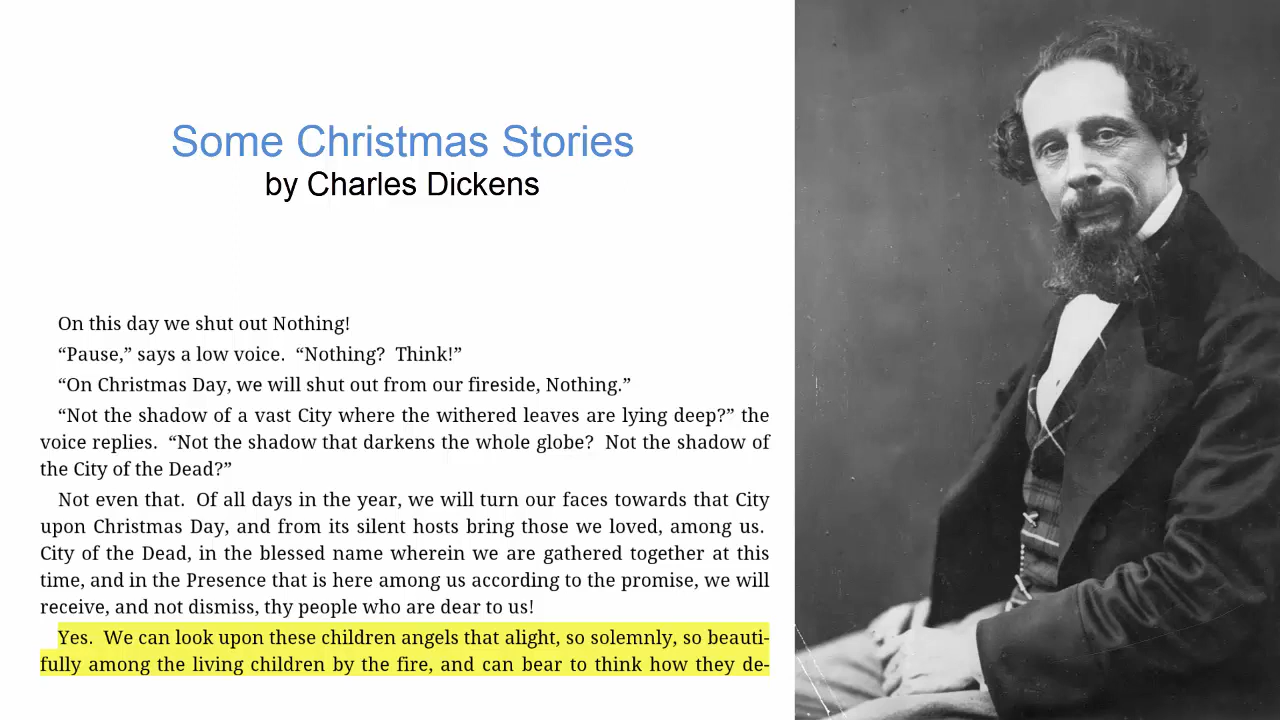 Some Christmas Stories
by Charles Dickens
On this day we shut out Nothing!
“Pause,” says a low voice.  “Nothing?  Think!”
“On Christmas Day, we will shut out from our fireside, Nothing.”
“Not the shadow of a vast City where the withered leaves are lying deep?” the
voice replies.  “Not the shadow that darkens the whole globe?  Not the shadow of
the City of the Dead?”
Not even that.  Of all days in the year, we will turn our faces towards that City
upon Christmas Day, and from its silent hosts bring those we loved, among us.
City of the Dead, in the blessed name wherein we are gathered together at this
time, and in the Presence that is here among us according to the promise, we will
receive, and not dismiss, thy people who are dear to us!
Yes.  We can look upon these children angels that alight, so solemnly, so beauti-
fully among the living children by the fire, and can bear to think how they de-